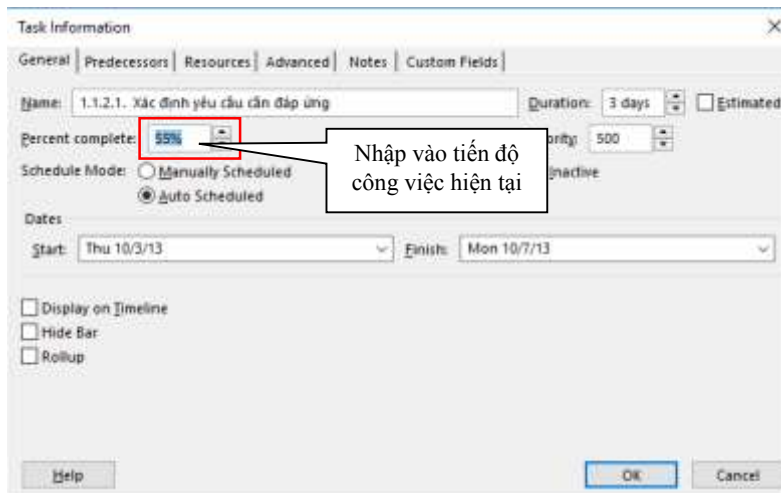 Task Information
General Predecessors Resources Advanced Notes Custom Fields
Name: 1.1.2.1. Xác định yêu cầu cần đáp ứng Duration: 3 days Estimated
Percent complete: 55% ority: 500
Nhập vào tiến độ
công việc hiện tại
Schedule Mode: Manually Scheduled Inactive
Auto Scheduled
Dates
Start: Thu 10/3/13 Finish: Mon 10/7/13
Display on Timeline
Hide Bar
Rollup
Help OK Cancel